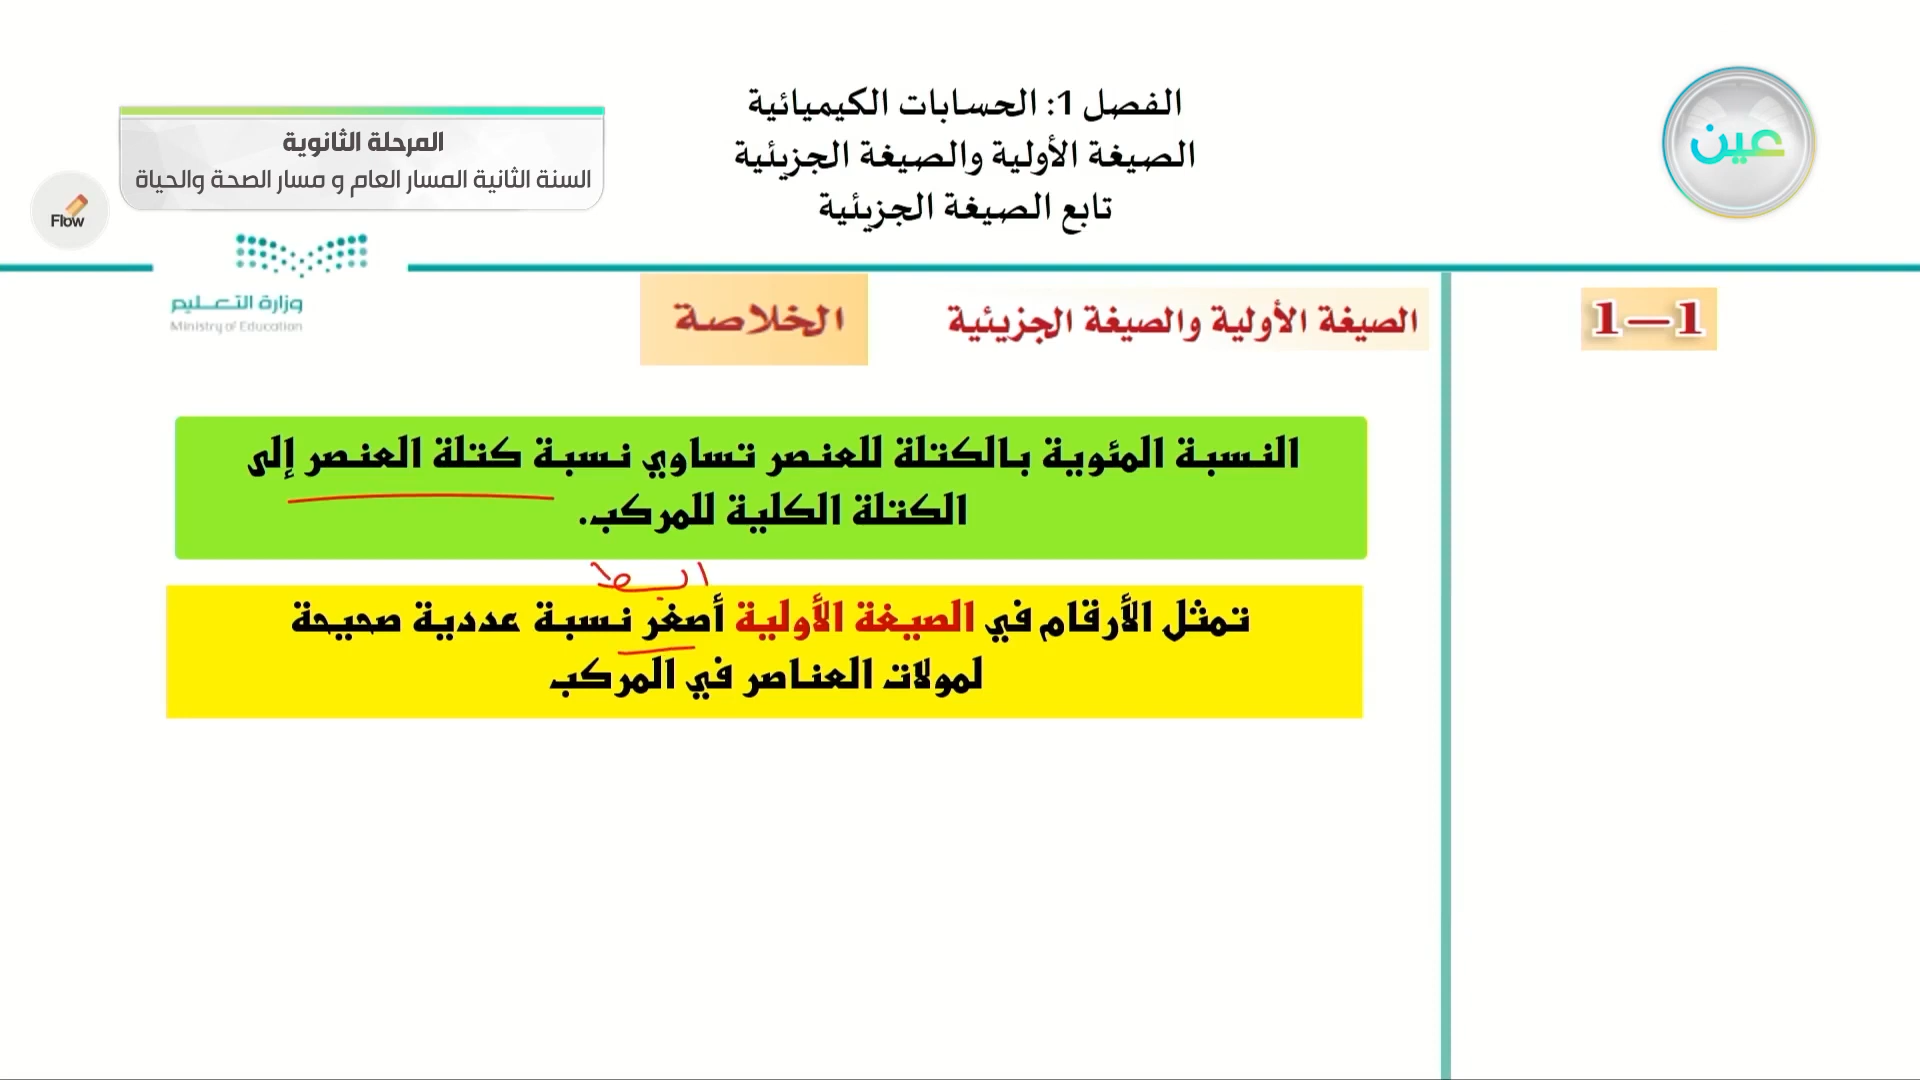 الفصل 1: الحسابات الكيميائية
الصيغة الأولية والصيغة الجزيئية
تابع الصيغة الجزيئية
عين
المرحلة الثانوية
السنة الثانية المسار العام و مسار الصحة والحياة
Flow
وزارة التعليم
Ministry of Education
1–1
الصيغة الأولية والصيغة الجزيئية
الخلاصة
النسبة المئوية بالكتلة للعنصر تساوي نسبة كتلة العنصر إلى
الكتلة الكلية للمركب.
تمثل الأرقام في الصيغة الأولية أصغر نسبة عددية صحيحة
لمولات العناصر في المركب